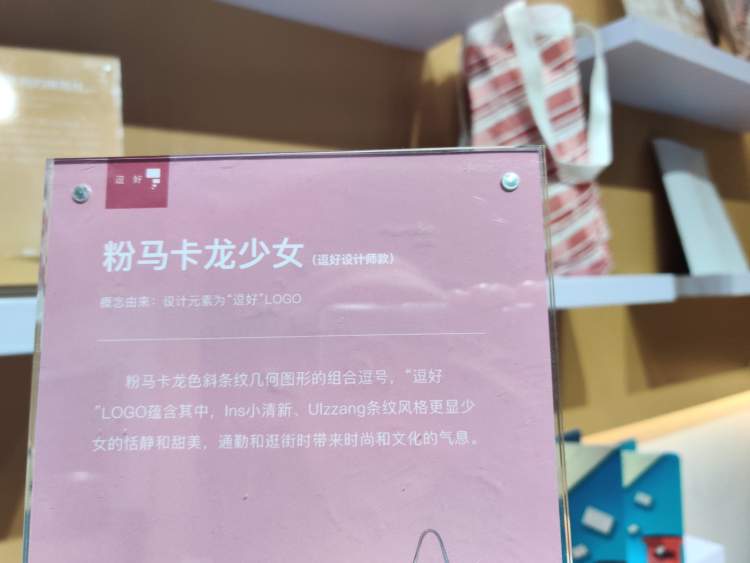 逗 好
粉马卡龙少女(逗好设计师款)
概念由来:设计元素为“逗好”LOGO
粉马卡龙色斜条纹几何图形的组合逗号,“逗好
”LOGO蕴含其中,Ins小清新、Ulzzang条纹风格更显少
女的恬静和甜美,通勤和逛街时带来时尚和文化的气息。